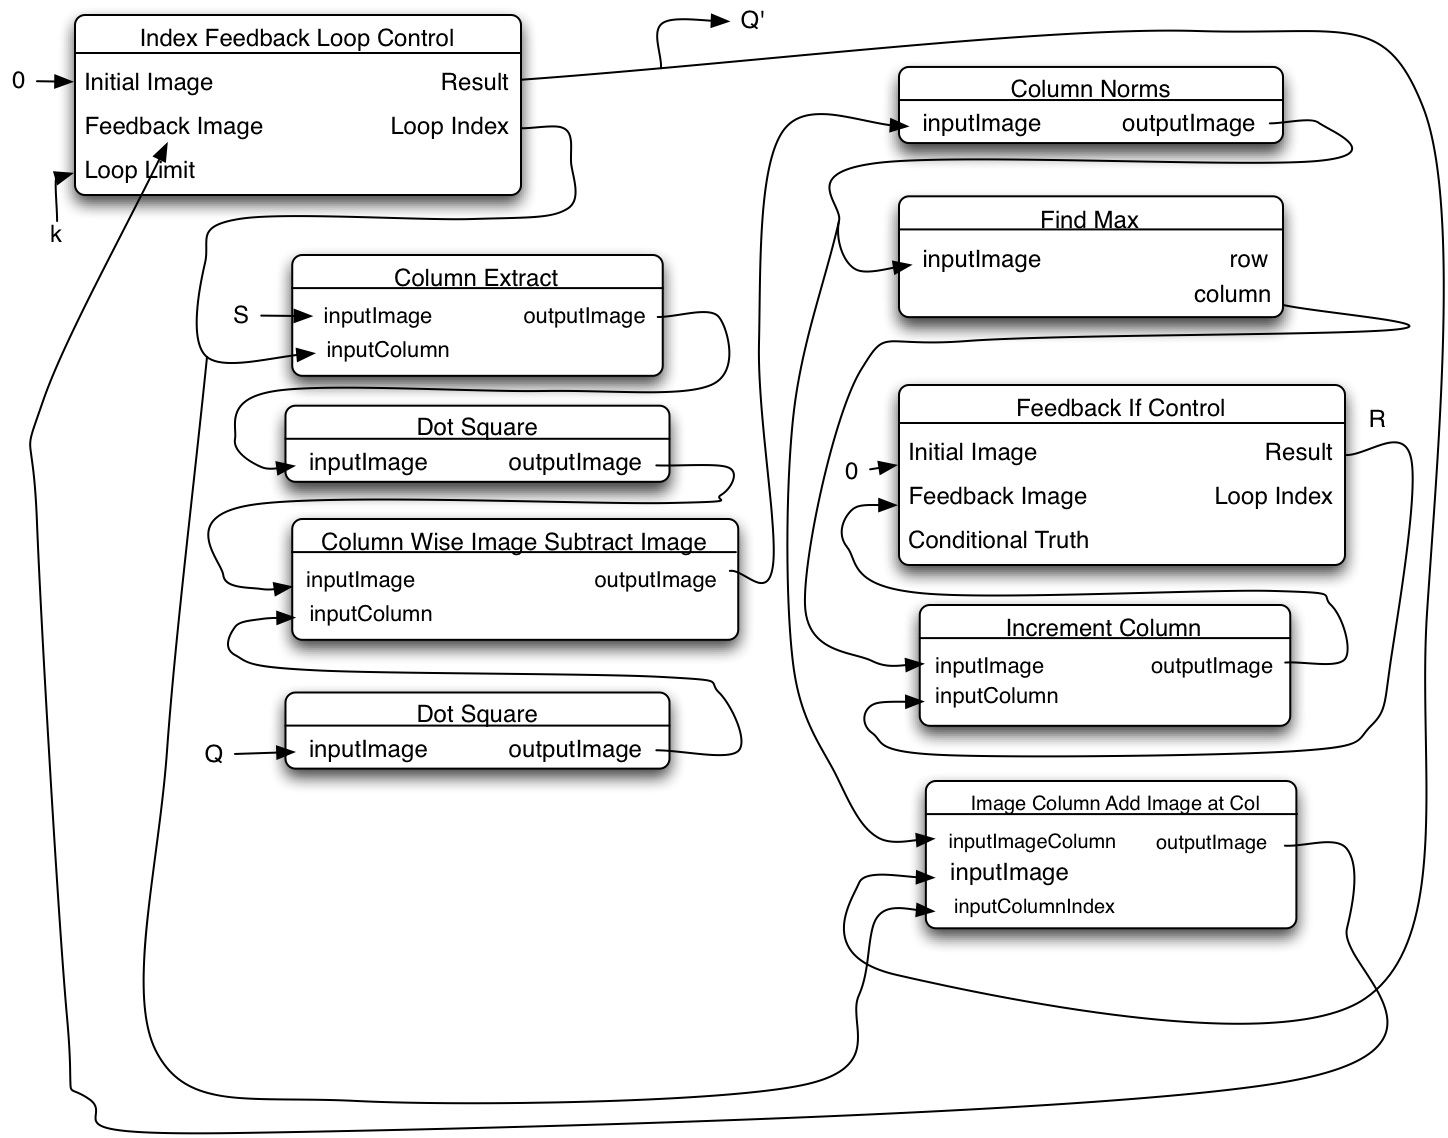 Index Feedback Loop Control
0
Initial Image
Result
Feedback Image
Loop Index
Loop Limit
k
Q'
Column Extract
S
inputImage
outputImage
inputColumn
Dot Square
inputImage
outputImage
Column Wise Image Subtract Image
inputImage
outputImage
inputColumn
Dot Square
Q
inputImage
outputImage
Column Norms
inputImage
outputImage
Find Max
inputImage
row
column
Feedback If Control
R
0
Initial Image
Result
Feedback Image
Loop Index
Conditional Truth
Increment Column
inputImage
outputImage
inputColumn
Image Column Add Image at Col
inputImageColumn
outputImage
inputImage
inputColumnIndex